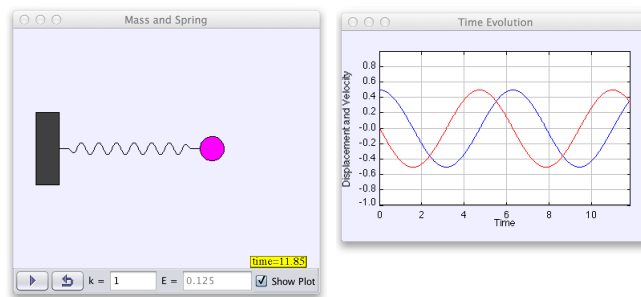 Mass and Spring
time=11.85
k = 1 E = 0.125 Show Plot
Time Evolution
Displacement and Velocity
0.8
0.6
0.4
0.2
-0.0
-0.2
-0.4
-0.6
-0.8
-1.0
0 2 4 6 8 10
Time